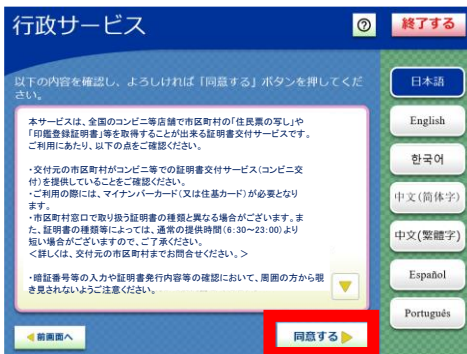 行政サービス
?
終了する
以下の内容を確認し、よろしければ「同意する」ボタンを押してくだ
さい。
本サービスは、全国のコンビニ等店舗で市区町村の「住民票の写し」や
「印鑑登録証明書」等を取得することが出来る証明書交付サービスです。
ご利用にあたり、以下の点をご確認ください。
・交付元の市区町村がコンビニ等での証明書交付サービス(コンビニ交
付)を提供していることをご確認ください。
・ご利用の際には、マイナンバーカード(又は住基カード)が必要となり
ます。
・市区町村窓口で取り扱う証明書の種類と異なる場合がございます。ま
た、証明書の種類等によっては、通常の提供時間(6:30~23:00)より
短い場合がございますので、ご了承ください。
<詳しくは、交付元の市区町村までお問合せください。>
・暗証番号等の入力や証明書発行内容等の確認において、周囲の方から覗
き見されないようご注意ください。
日本語
English
한국어
中文(简体字)
中文(繁體字)
Español
Português
前画面へ
同意する